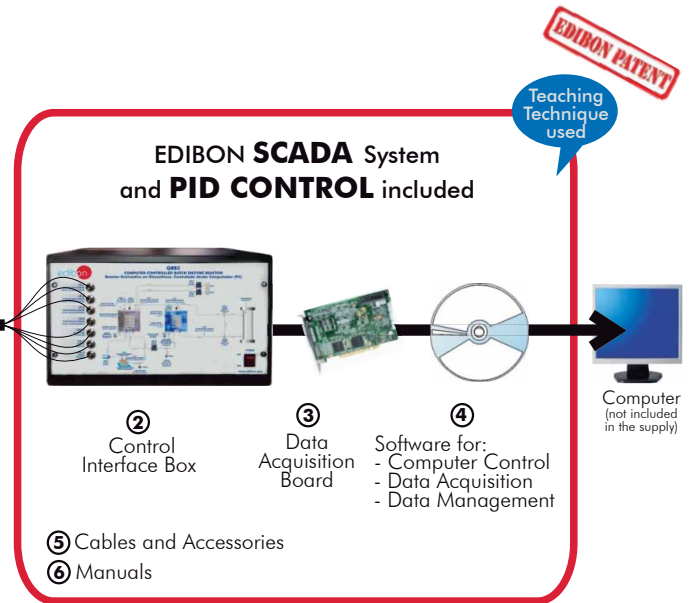 EDIBON PATENT
Teaching
Technique
used
EDIBON SCADA System
and PID CONTROL included
edibon
QREC
COMPUTER CONTROLLED BATCH ENZYME REACTOR
2
Control
Interface Box
3
Data
Acquisition
Board
4
Software for:
- Computer Control
- Data Acquisition
- Data Management
Computer
(not included
in the supply)
5 Cables and Accessories
6 Manuals